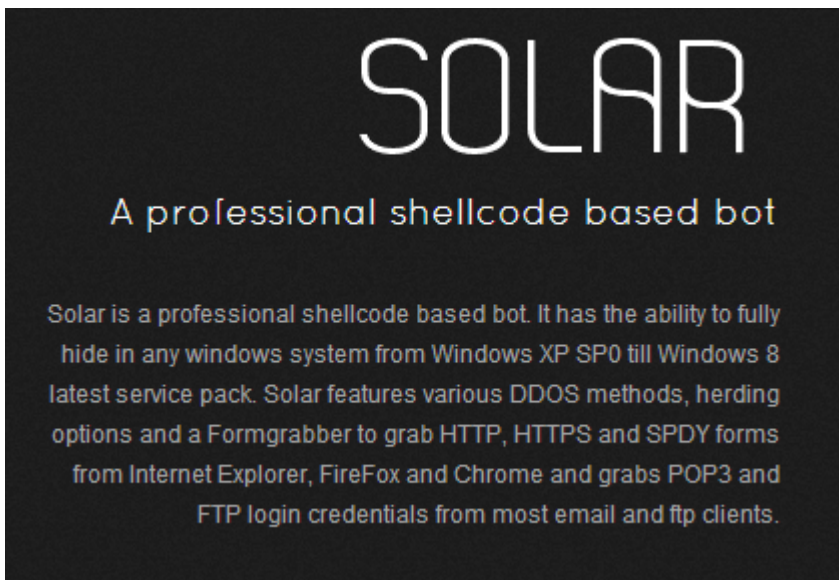 SOLAR
A professional shellcode based bot
Solar is a professional shellcode based bot. It has the ability to fully
hide in any windows system from Windows XP SP0 till Windows 8
latest service pack. Solar features various DDOS methods, herding
options and a Formgrabber to grab HTTP, HTTPS and SPDY forms
from Internet Explorer, FireFox and Chrome and grabs POP3 and
FTP login credentials from most email and ftp clients.